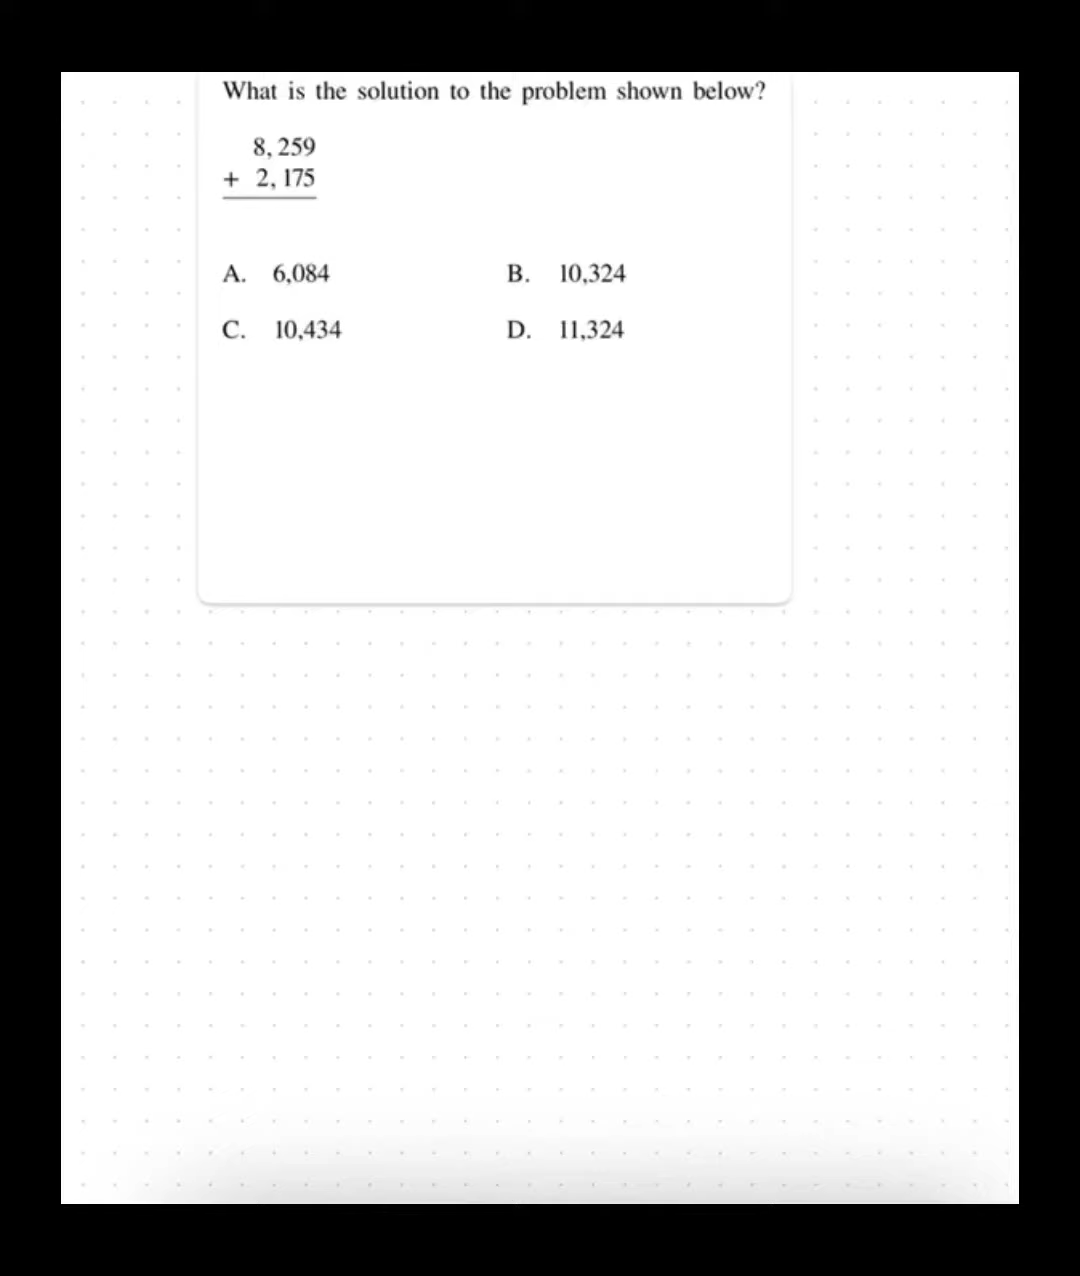 What is the solution to the problem shown below?
8, 259
+ 2, 175
A. 6,084 B. 10,324
C. 10,434 D. 11,324